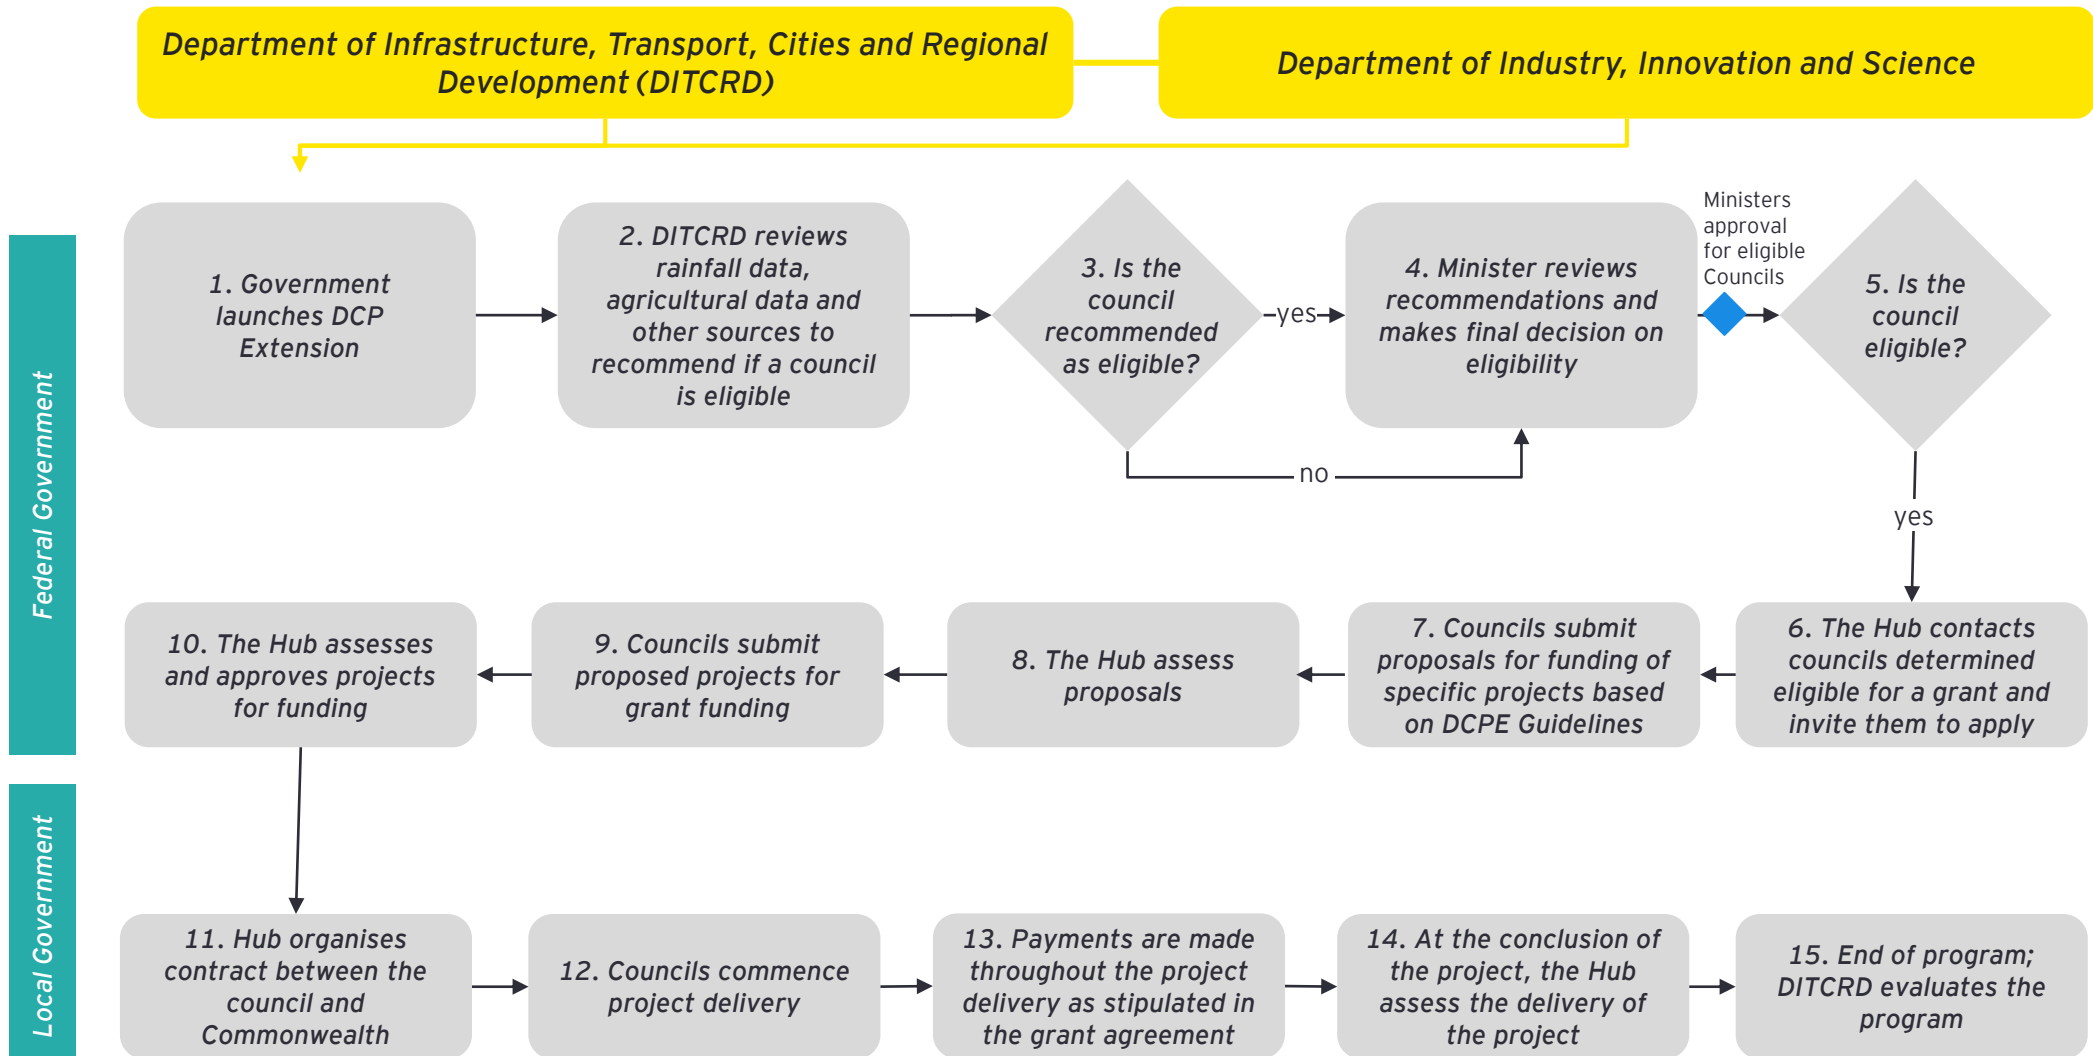 Department of Infrastructure, Transport, Cities and Regional
Development (DITCRD)
Department of Industry, Innovation and Science
Federal Government
1. Government
launches DCP
Extension
2. DITCRD reviews
rainfall data,
agricultural data and
other sources to
recommend if a council
is eligible
3. Is the
council
recommended
as eligible?
yes
no
4. Minister reviews
recommendations and
makes final decision on
eligibility
Ministers
approval
for eligible
Councils
5. Is the
council
eligible?
yes
6. The Hub contacts
councils determined
eligible for a grant and
invite them to apply
7. Councils submit
proposals for funding of
specific projects based
on DCPE Guidelines
8. The Hub assess
proposals
9. Councils submit
proposed projects for
grant funding
10. The Hub assesses
and approves projects
for funding
Local Government
11. Hub organises
contract between the
council and
Commonwealth
12. Councils commence
project delivery
13. Payments are made
throughout the project
delivery as stipulated in
the grant agreement
14. At the conclusion of
the project, the Hub
assess the delivery of
the project
15. End of program;
DITCRD evaluates the
program